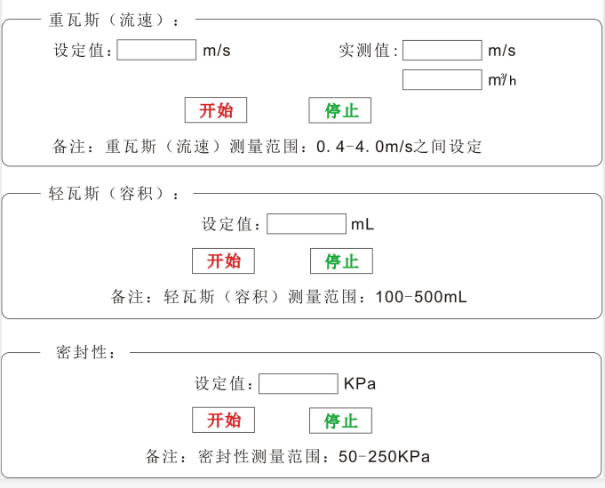 重瓦斯（流速）：
设定值： m/s 实测值： m/s
m³/h
开始 停止
备注：重瓦斯（流速）测量范围：0.4-4.0m/s之间设定
轻瓦斯（容积）：
设定值： mL
开始 停止
备注：轻瓦斯（容积）测量范围：100-500mL
密封性：
设定值： KPa
开始 停止
备注：密封性测量范围：50-250KPa